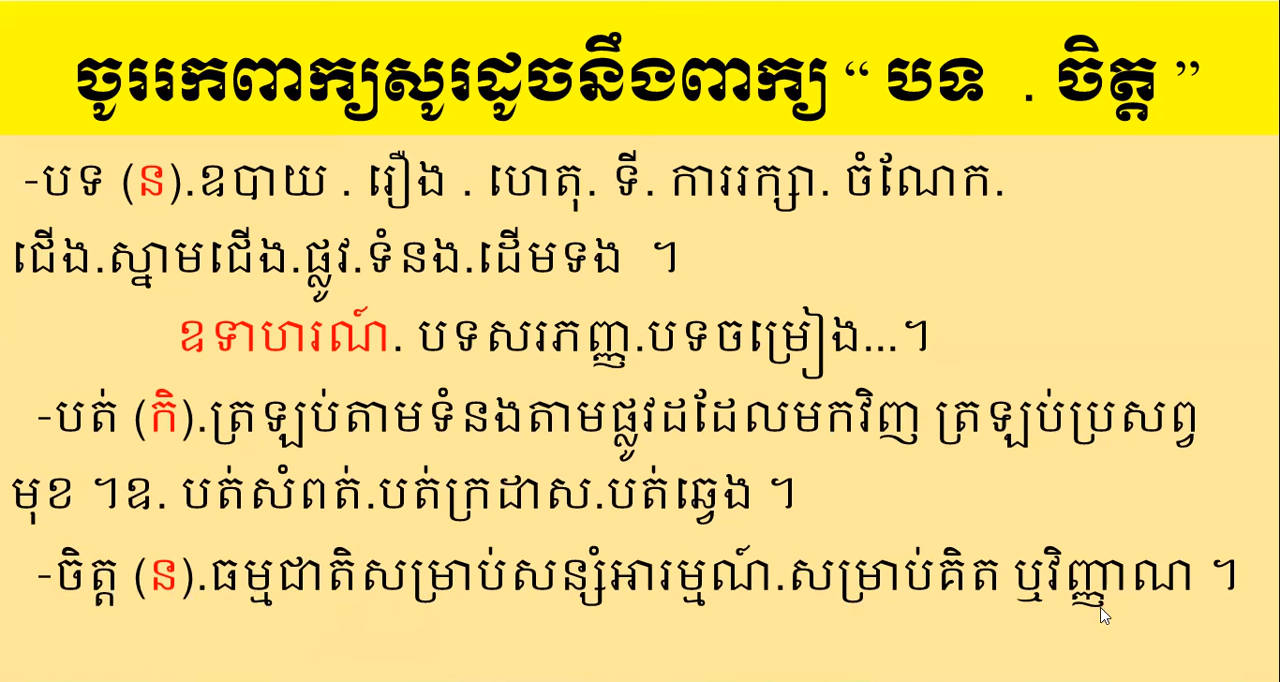 ចូររកពាក្យសូរដូចនឹងពាក្យ “ បទ . ចិត្ត ”
-បទ (ន).ឧបាយ . រឿង . ហេតុ. ទី. ការរក្សា. ចំណែក.
ជើង.ស្នាមជើង.ផ្លូវ.ទំនង.ដើមទង ។
ឧទាហរណ៍. បទសរភញ្ញ.បទចម្រៀង...។
-បត់ (កិ).ត្រឡប់តាមទំនងតាមផ្លូវដដែលមកវិញ ត្រឡប់ប្រសព្វ
មុខ ។ឧ. បត់សំពត់.បត់ក្រដាស.បត់ឆ្វេង ។
-ចិត្ត (ន).ធម្មជាតិសម្រាប់សន្សំអារម្មណ៍.សម្រាប់គិត ឬវិញ្ញាណ ។